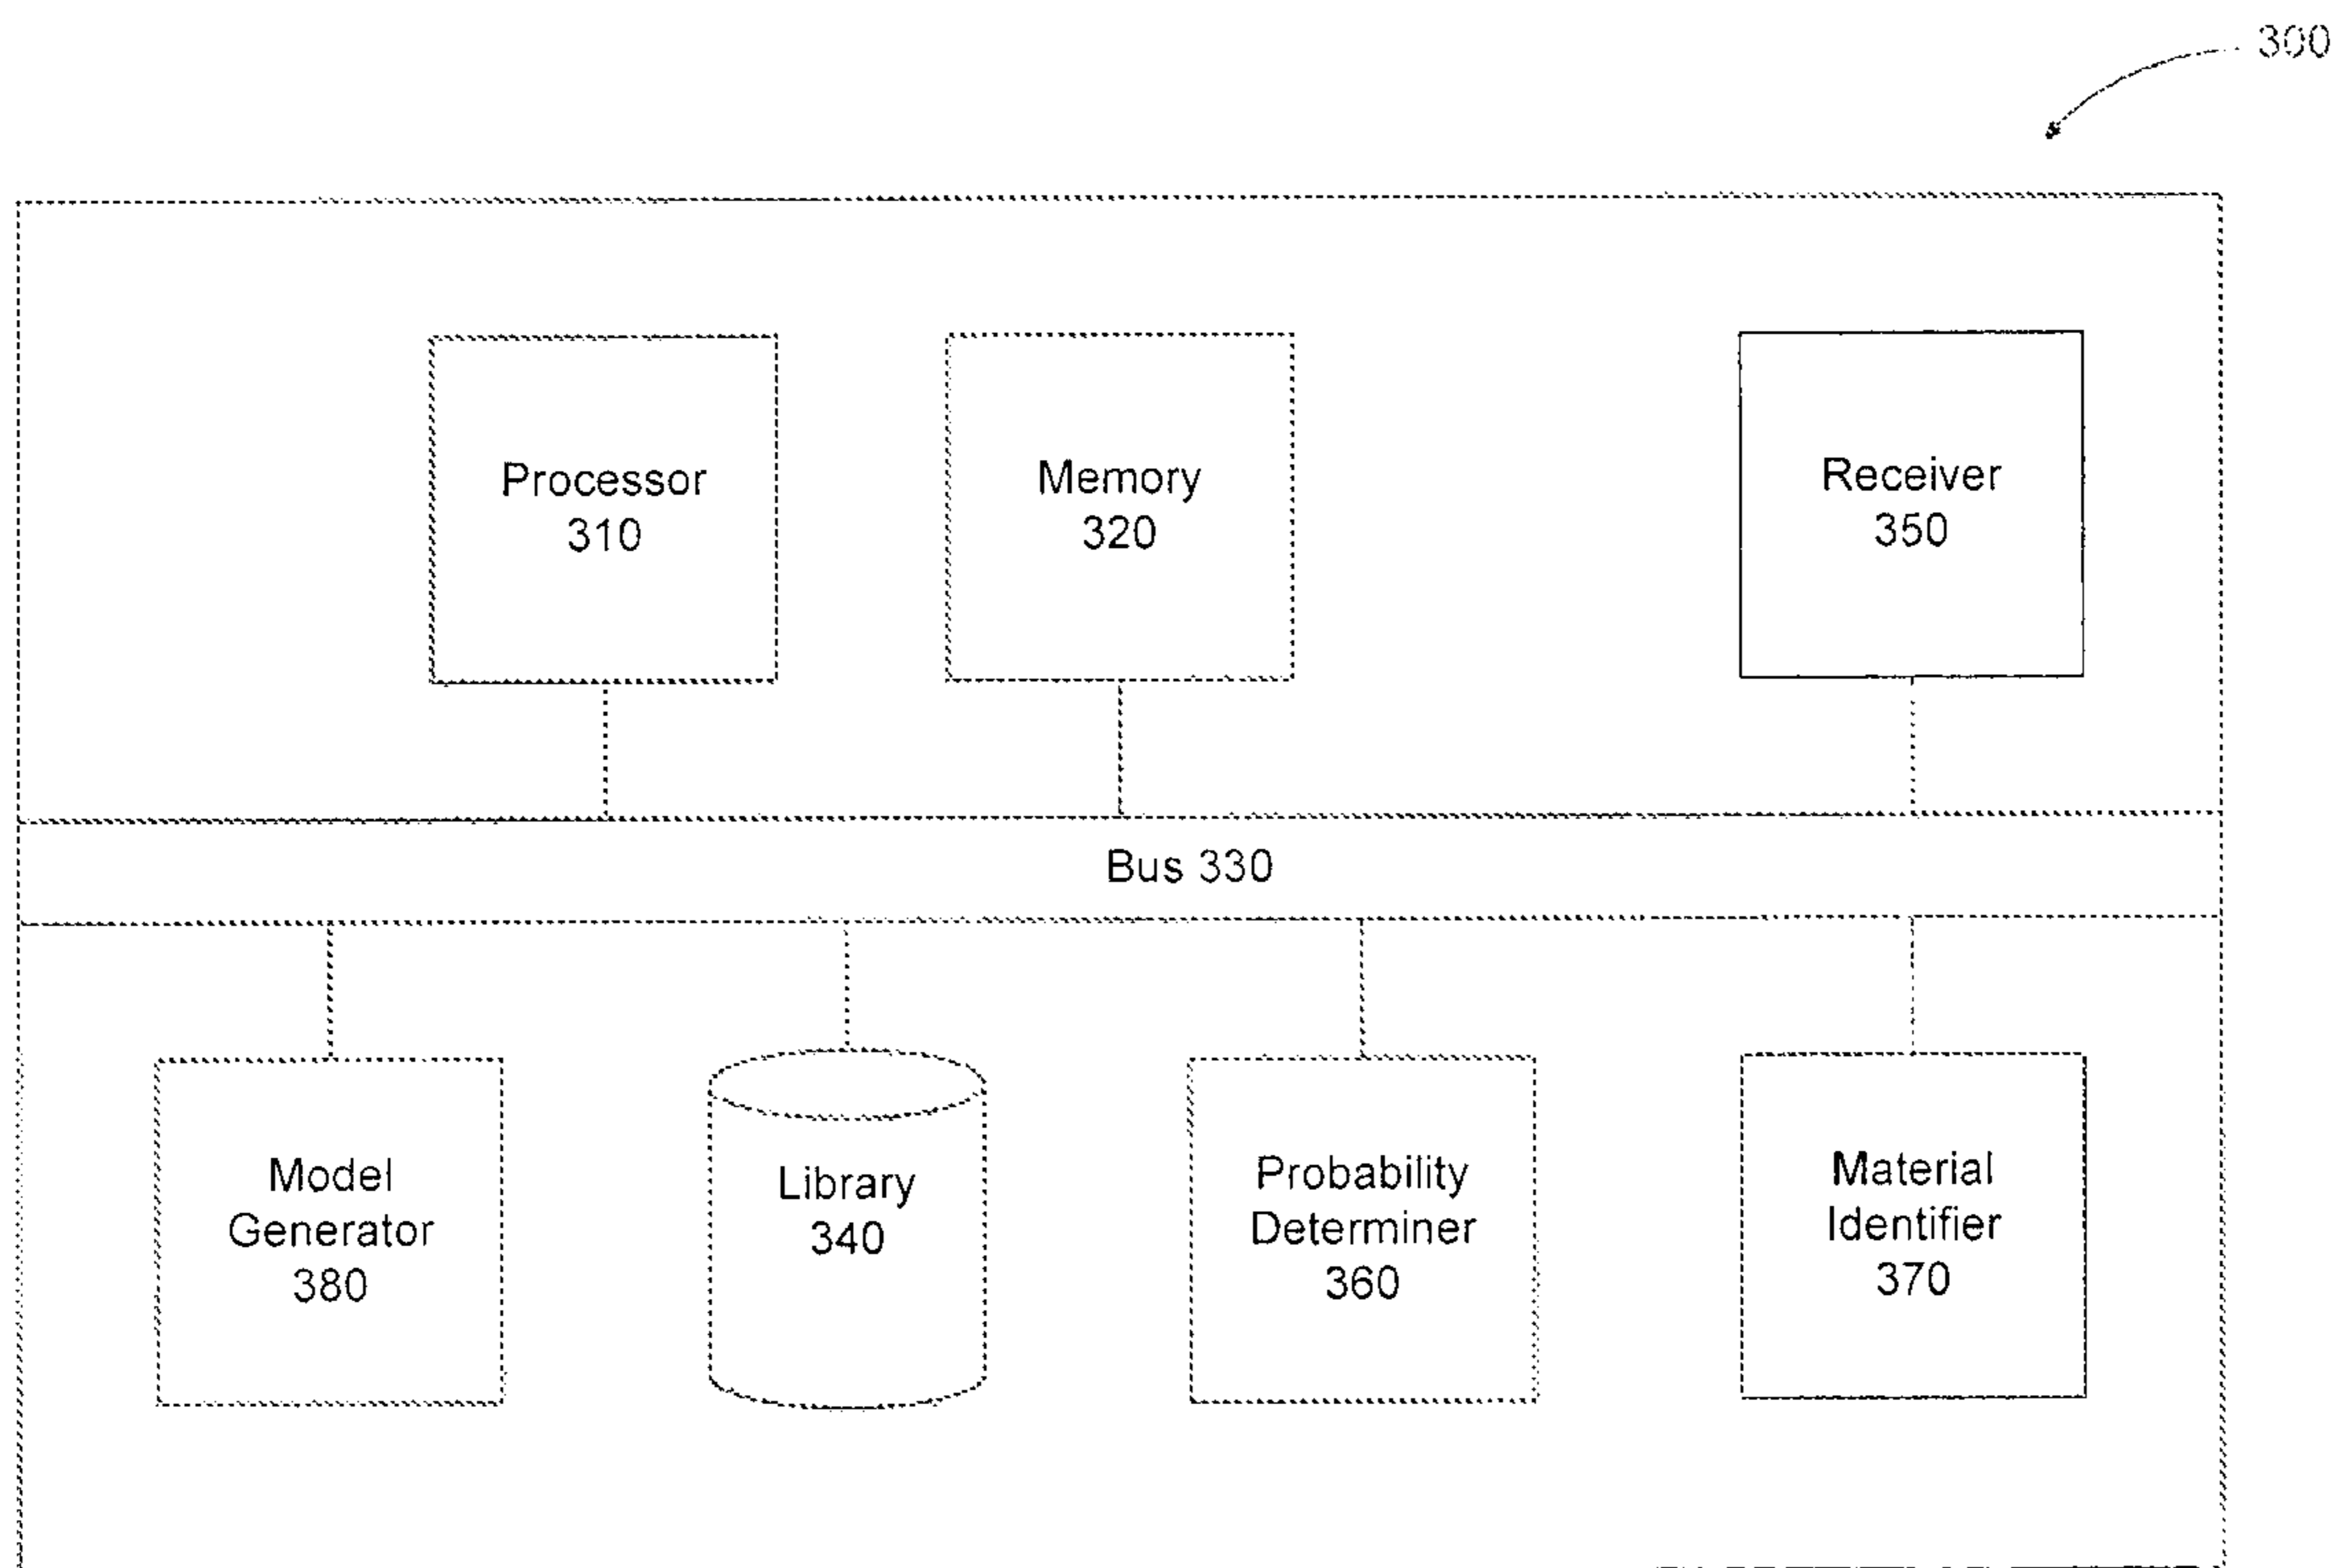 300
Processor
310
Memory
320
Receiver
350
Bus 330
Model
Generator
380
Library
340
Probability
Determiner
360
Material
Identifier
370